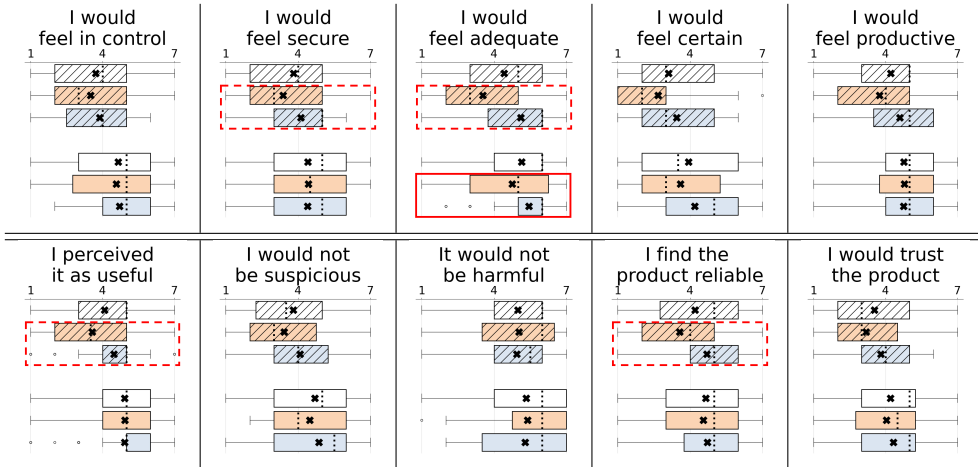 I would
feel in control
1 4 7
I would
feel secure
1 4 7
I would
feel adequate
1 4 7
I would
feel certain
1 4 7
I would
feel productive
1 4 7
I perceived
it as useful
1 4 7
I would not
be suspicious
1 4 7
It would not
be harmful
1 4 7
I find the
product reliable
1 4 7
I would trust
the product
1 4 7